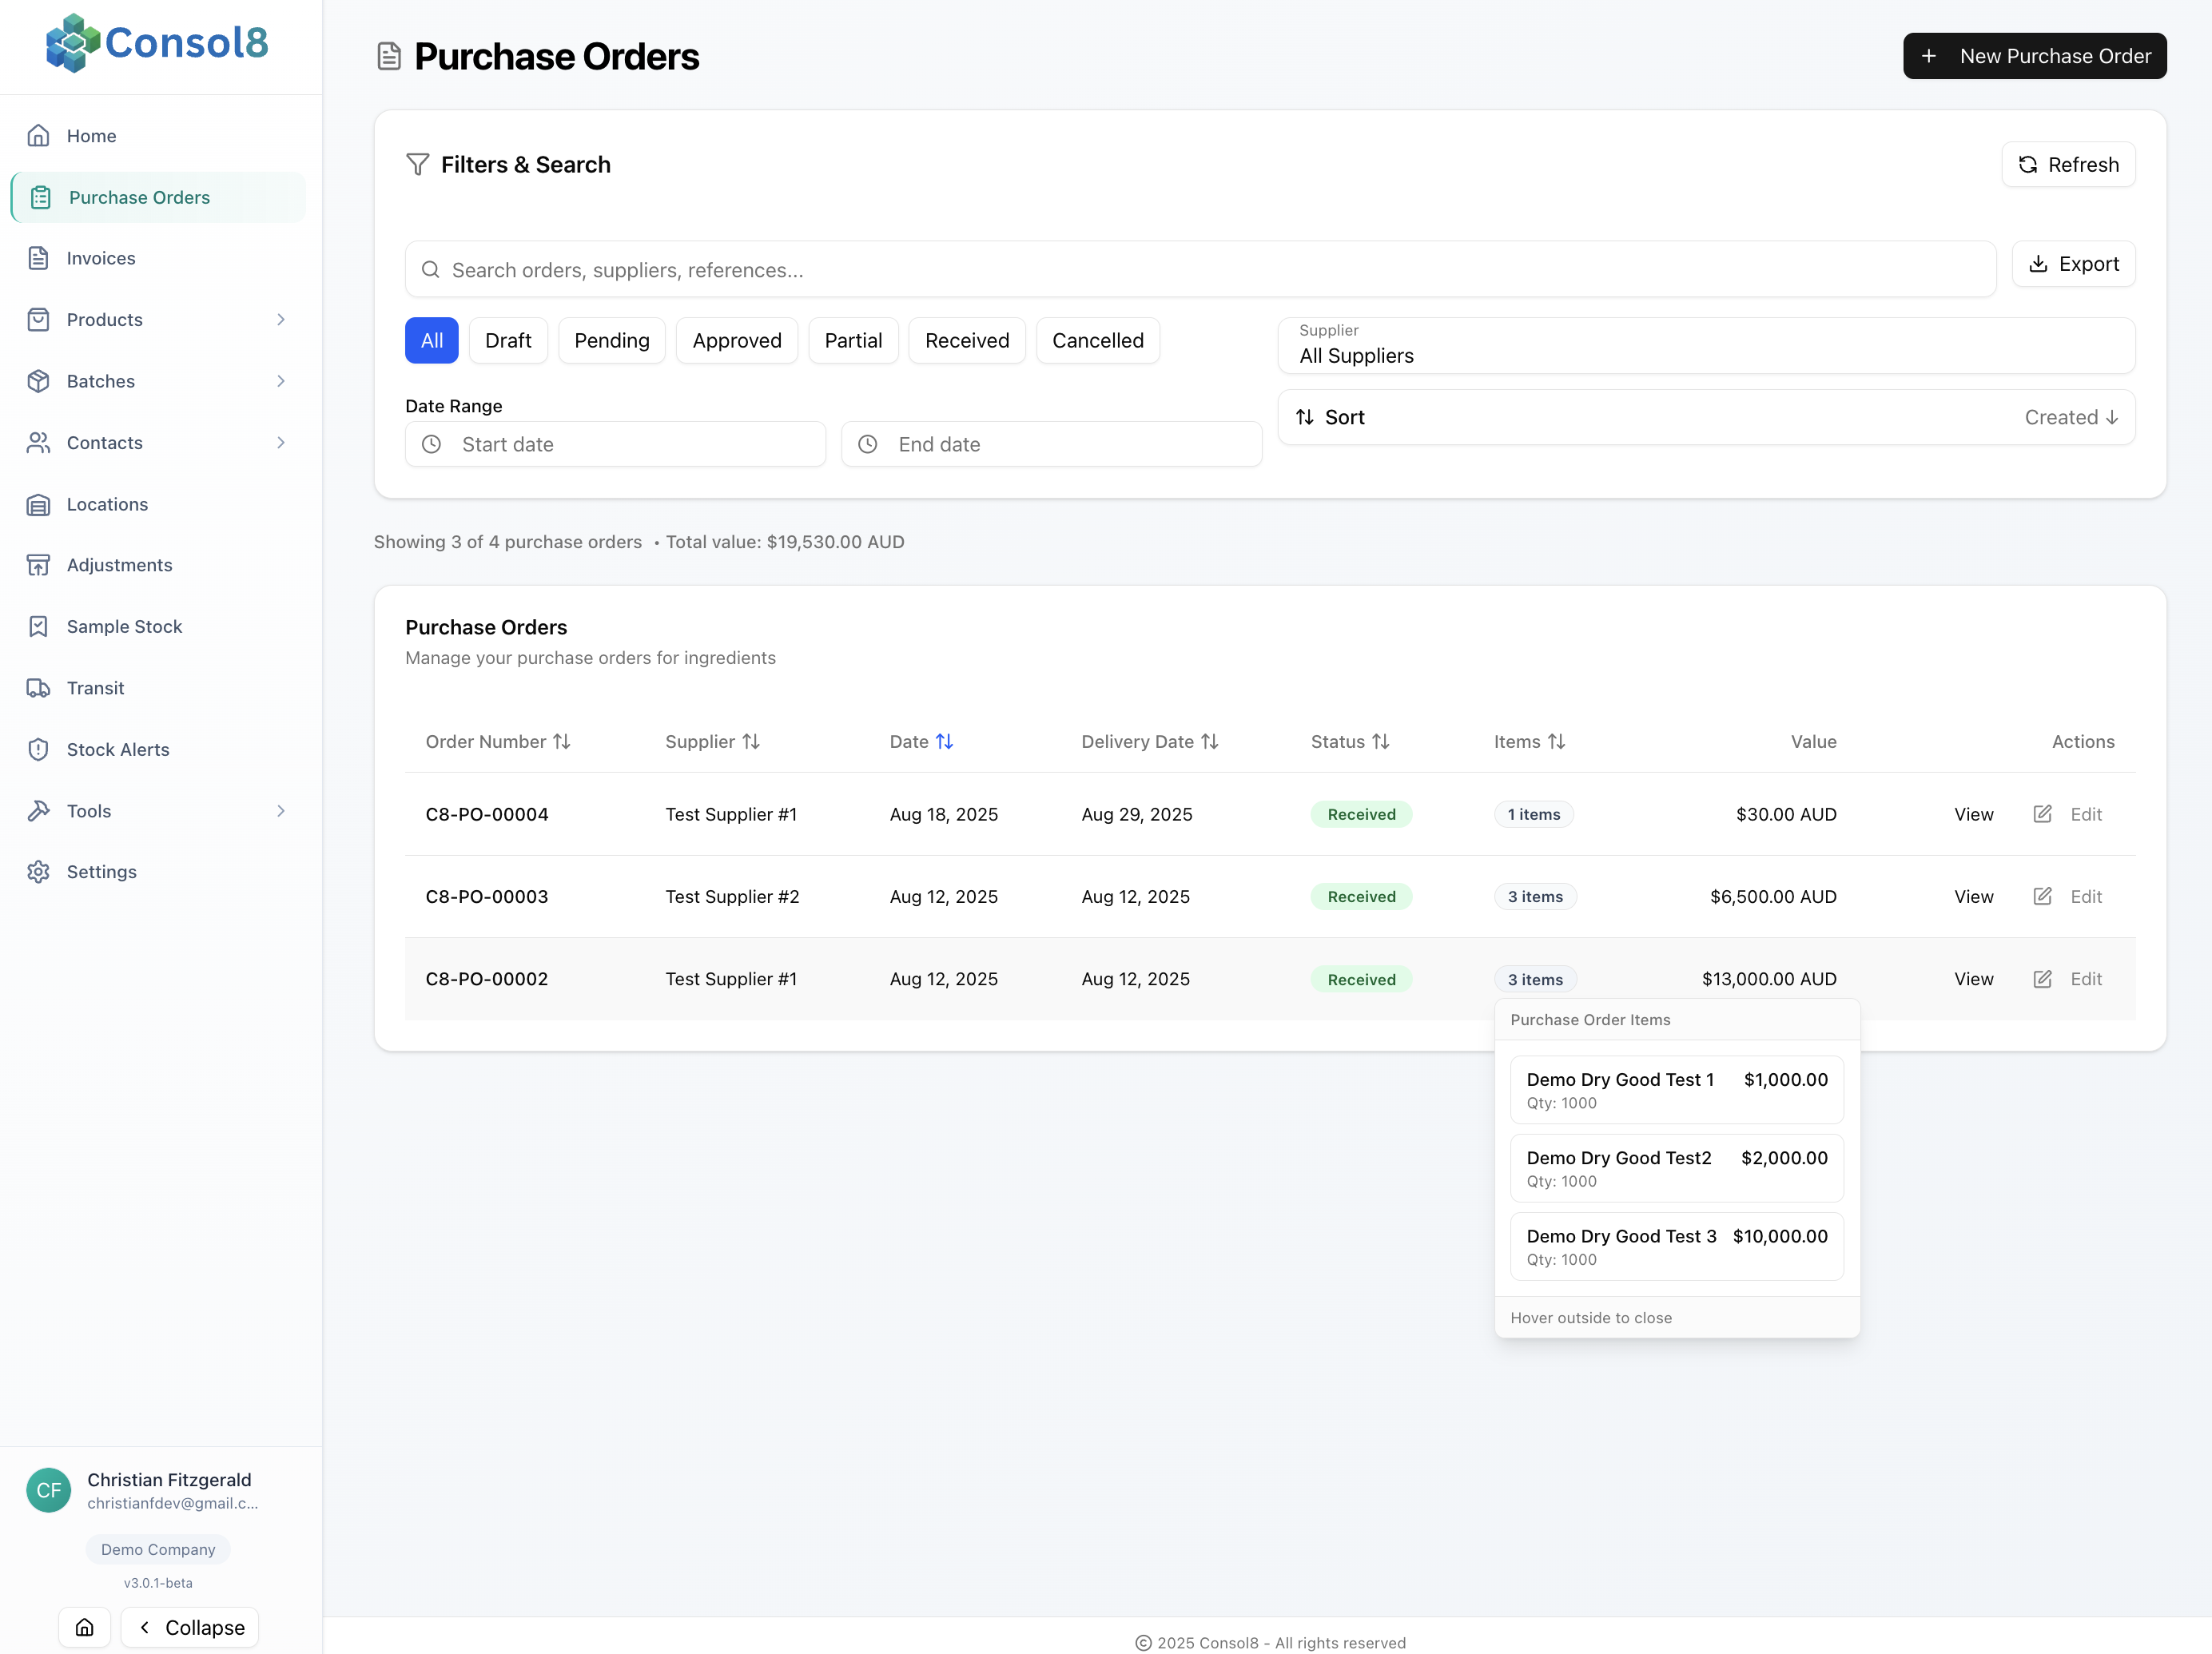 Consol8
Home
Purchase Orders
Invoices
Products
Batches
Contacts
Locations
Adjustments
Sample Stock
Transit
Stock Alerts
Tools
Settings
CF
Christian Fitzgerald
christianfdev@gmail.c...
Demo Company
v3.0.1-beta
Collapse
Purchase Orders
New Purchase Order
Filters & Search
Refresh
Search orders, suppliers, references...
Export
All Draft Pending Approved Partial Received Cancelled
Supplier
All Suppliers
Date Range
Start date End date
Sort Created ↓
Showing 3 of 4 purchase orders • Total value: $19,530.00 AUD
Purchase Orders
Manage your purchase orders for ingredients
Order Number Supplier Date Delivery Date Status Items Value Actions
C8-PO-00004 Test Supplier #1 Aug 18, 2025 Aug 29, 2025 Received 1 items $30.00 AUD View Edit
C8-PO-00003 Test Supplier #2 Aug 12, 2025 Aug 12, 2025 Received 3 items $6,500.00 AUD View Edit
C8-PO-00002 Test Supplier #1 Aug 12, 2025 Aug 12, 2025 Received 3 items $13,000.00 AUD View Edit
Purchase Order Items
Demo Dry Good Test 1 $1,000.00
Qty: 1000
Demo Dry Good Test2 $2,000.00
Qty: 1000
Demo Dry Good Test 3 $10,000.00
Qty: 1000
Hover outside to close
© 2025 Consol8 - All rights reserved